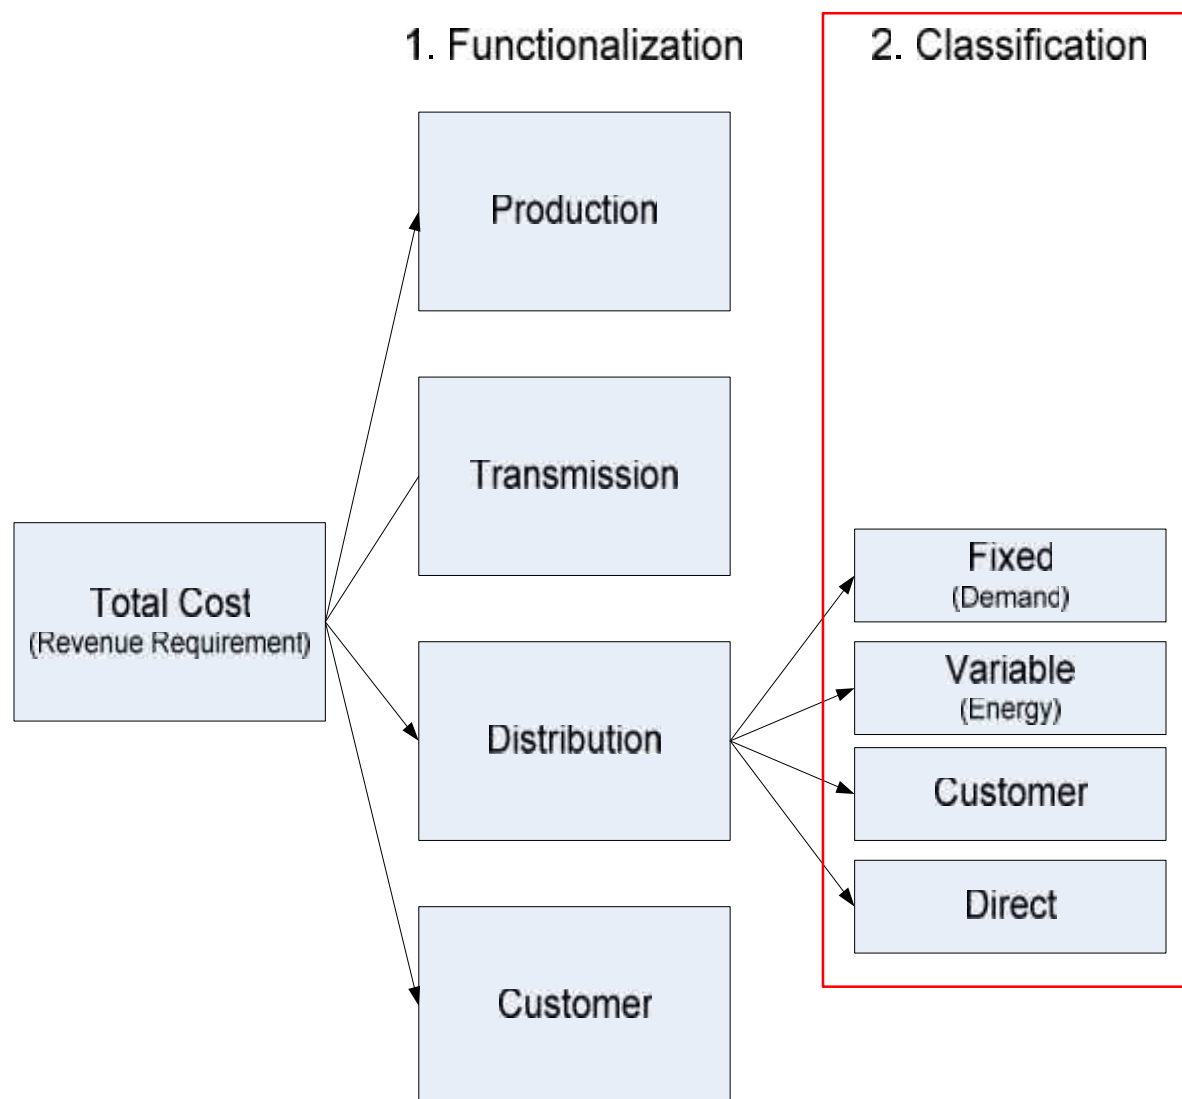 1. Functionalization
2. Classification
Production
Transmission
Total Cost
(Revenue Requirement)
Distribution
Customer
Fixed
(Demand)
Variable
(Energy)
Customer
Direct